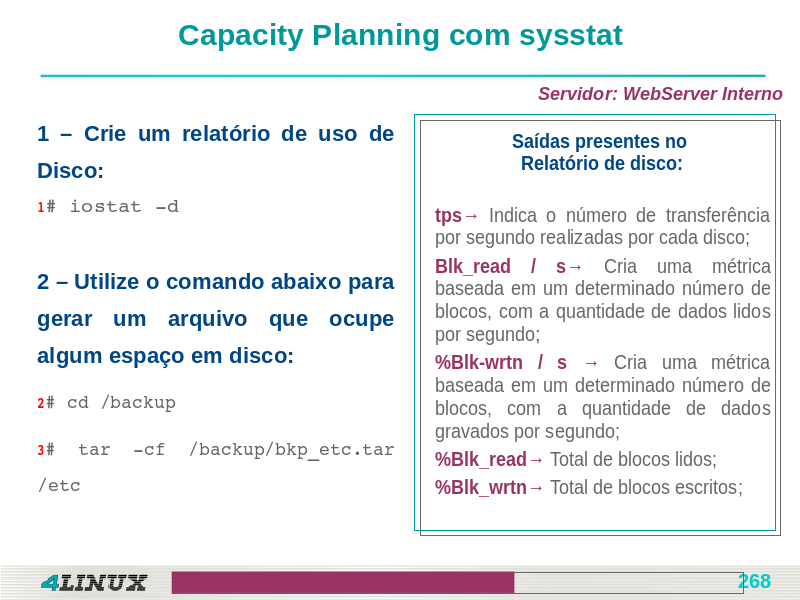 Capacity Planning com sysstat
Servidor: WebServer Interno
1 – Crie um relatório de uso de
Disco:
1# iostat –d
2 – Utilize o comando abaixo para
gerar um arquivo que ocupe
algum espaço em disco:
2# cd /backup
3# tar –cf /backup/bkp_etc.tar
/etc
Saídas presentes no
Relatório de disco:
tps→ Indica o número de transferência
por segundo realizadas por cada disco;
Blk_read / s→ Cria uma métrica
baseada em um determinado número de
blocos, com a quantidade de dados lidos
por segundo;
%Blk-wrtn / s → Cria uma métrica
baseada em um determinado número de
blocos, com a quantidade de dados
gravados por segundo;
%Blk_read→ Total de blocos lidos;
%Blk_wrtn→ Total de blocos escritos;
4LINUX
268